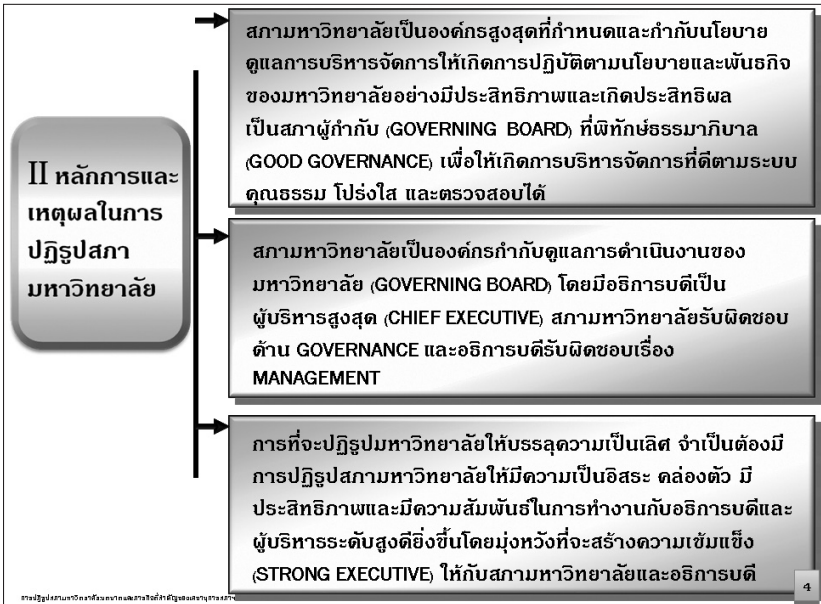 II หลักการและ
เหตุผลในการ
ปฏิรูปสภา
มหาวิทยาลัย
สภามหาวิทยาลัยเป็นองค์กรสูงสุดที่กำหนดและกำกับนโยบาย
ดูแลการบริหารจัดการให้เกิดการปฏิบัติตามนโยบายและพันธกิจ
ของมหาวิทยาลัยอย่างมีประสิทธิภาพและเกิดประสิทธิผล
เป็นสภาผู้กำกับ (GOVERNING BOARD) ที่พิทักษ์ธรรมาภิบาล
(GOOD GOVERNANCE) เพื่อให้เกิดการบริหารจัดการที่ดีตามระบบ
คุณธรรม โปร่งใส และตรวจสอบได้
สภามหาวิทยาลัยเป็นองค์กรกำกับดูแลการดำเนินงานของ
มหาวิทยาลัย (GOVERNING BOARD) โดยมีอธิการบดีเป็น
ผู้บริหารสูงสุด (CHIEF EXECUTIVE) สภามหาวิทยาลัยรับผิดชอบ
ด้าน GOVERNANCE และอธิการบดีรับผิดชอบเรื่อง
MANAGEMENT
การที่จะปฏิรูปมหาวิทยาลัยให้บรรลุความเป็นเลิศ จำเป็นต้องมี
การปฏิรูปสภามหาวิทยาลัยให้มีความเป็นอิสระ คล่องตัว มี
ประสิทธิภาพและมีความสัมพันธ์ในการทำงานกับอธิการบดีและ
ผู้บริหารระดับสูงดียิ่งขึ้นโดยมุ่งหวังที่จะสร้างความเข้มแข็ง
(STRONG EXECUTIVE) ให้กับสภามหาวิทยาลัยและอธิการบดี
4